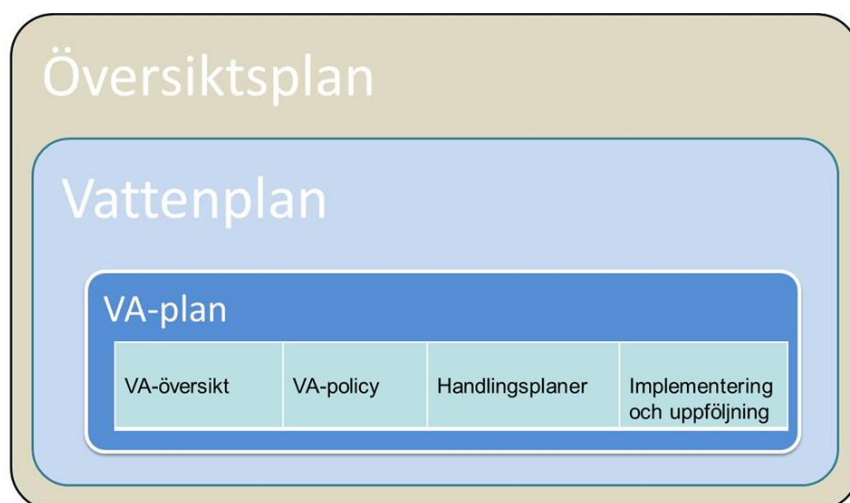 Översiktsplan
Vattenplan
VA-plan
VA-översikt
VA-policy
Handlingsplaner
Implementering
och uppföljning